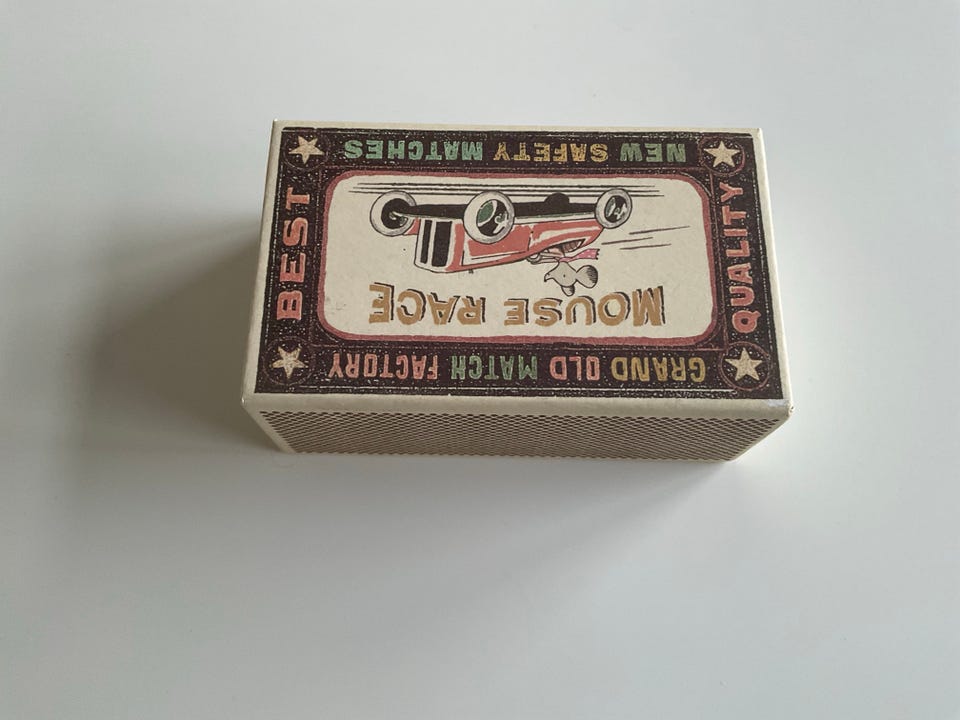 GRAND OLD MATCH FACTORY
MOUSE RACE
NEW SAFETY MATCHES
QUALITY
BEST